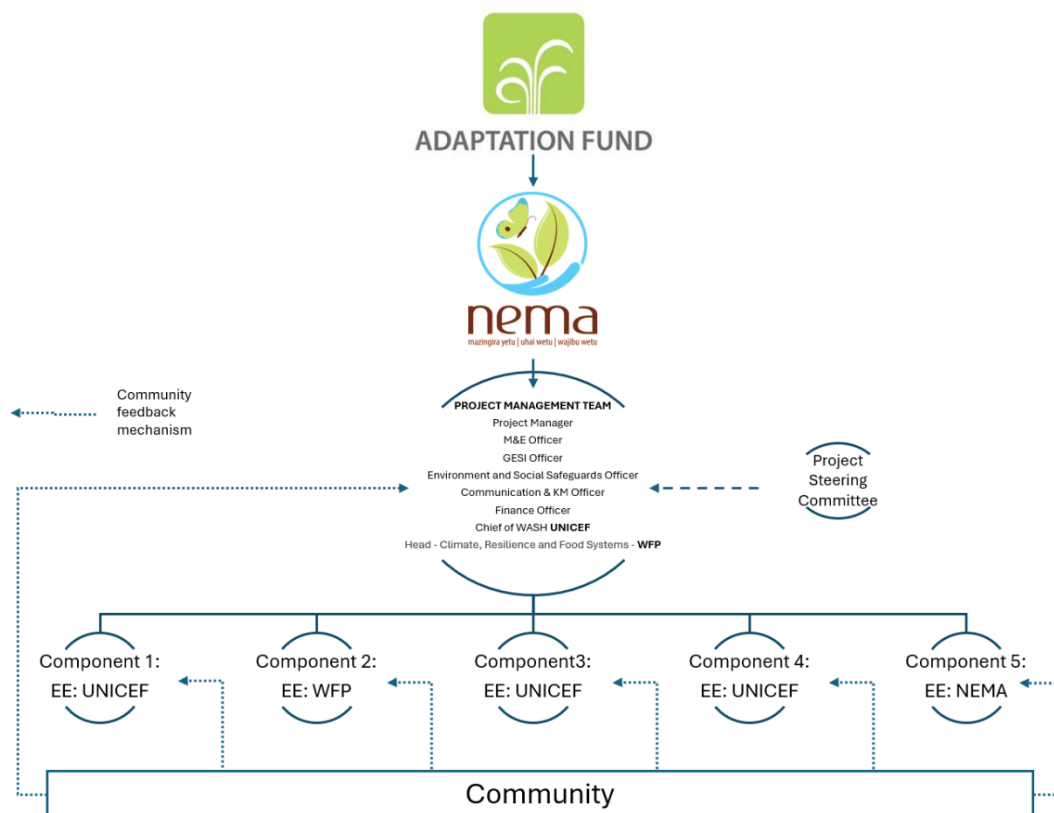 ADAPTATION FUND
nema
mazingira yetu | uhai wetu | wajibu wetu
Community
feedback
mechanism
PROJECT MANAGEMENT TEAM
Project Manager
M&E Officer
GESI Officer
Environment and Social Safeguards Officer
Communication & KM Officer
Finance Officer
Chief of WASH UNICEF
Head - Climate, Resilience and Food Systems - WFP
Project
Steering
Committee
Component 1:
EE: UNICEF
Component 2:
EE: WFP
Component3:
EE: UNICEF
Component 4:
EE: UNICEF
Component 5:
EE: NEMA
Community